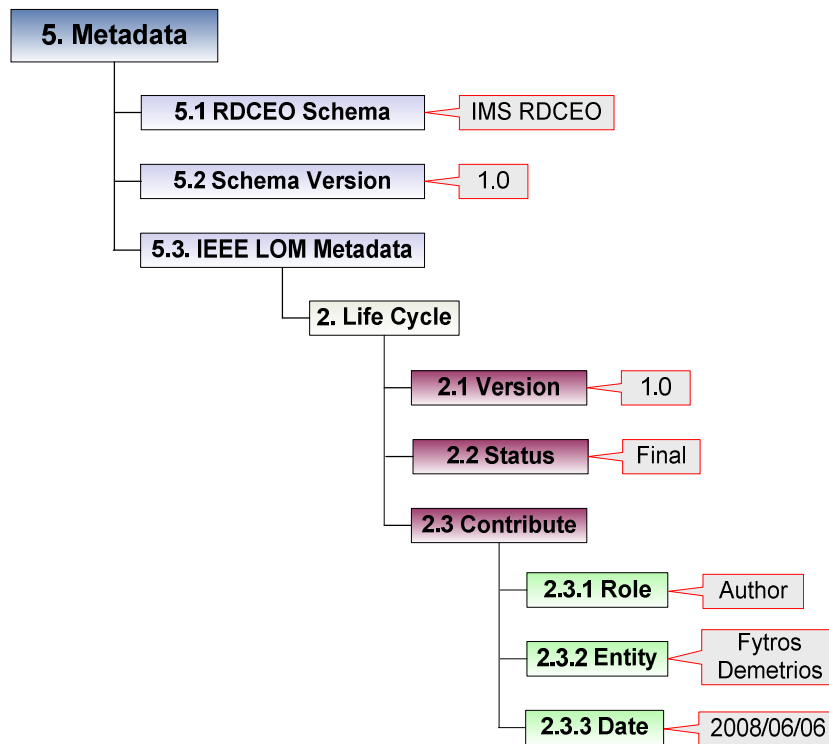 5. Metadata
5.1 RDCEO Schema
IMS RDCEO
5.2 Schema Version
1.0
5.3. IEEE LOM Metadata
2. Life Cycle
2.1 Version
1.0
2.2 Status
Final
2.3 Contribute
2.3.1 Role
Author
2.3.2 Entity
Fytros
Demetrios
2.3.3 Date
2008/06/06